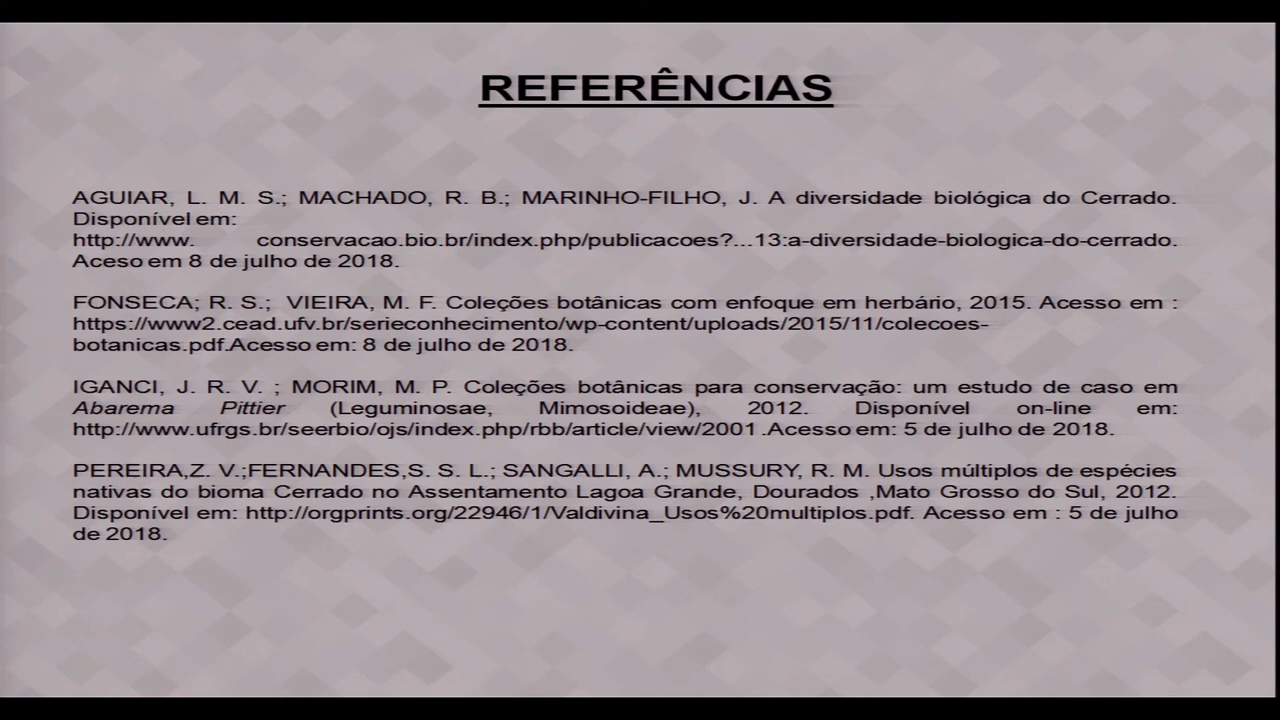 REFERÊNCIAS
AGUIAR, L. M. S.; MACHADO, R. B.; MARINHO-FILHO, J. A diversidade biológica do Cerrado.
Disponível em:
http://www. conservacao.bio.br/index.php/publicacoes?...13:a-diversidade-biologica-do-cerrado.
Aceso em 8 de julho de 2018.
FONSECA; R. S.; VIEIRA, M. F. Coleções botânicas com enfoque em herbário, 2015. Acesso em :
https://www2.cead.ufv.br/serieconhecimento/wp-content/uploads/2015/11/colecoes-
botanicas.pdf.Acesso em: 8 de julho de 2018.
IGANCI, J. R. V. ; MORIM, M. P. Coleções botânicas para conservação: um estudo de caso em
Abarema Pittier (Leguminosae, Mimosoideae), 2012. Disponível on-line em:
http://www.ufrgs.br/seerbio/ojs/index.php/rbb/article/view/2001.Acesso em: 5 de julho de 2018.
PEREIRA,Z. V.;FERNANDES,S. S. L.; SANGALLI, A.; MUSSURY, R. M. Usos múltiplos de espécies
nativas do bioma Cerrado no Assentamento Lagoa Grande, Dourados ,Mato Grosso do Sul, 2012.
Disponível em: http://orgprints.org/22946/1/Valdivina_Usos%20multiplos.pdf. Acesso em : 5 de julho
de 2018.